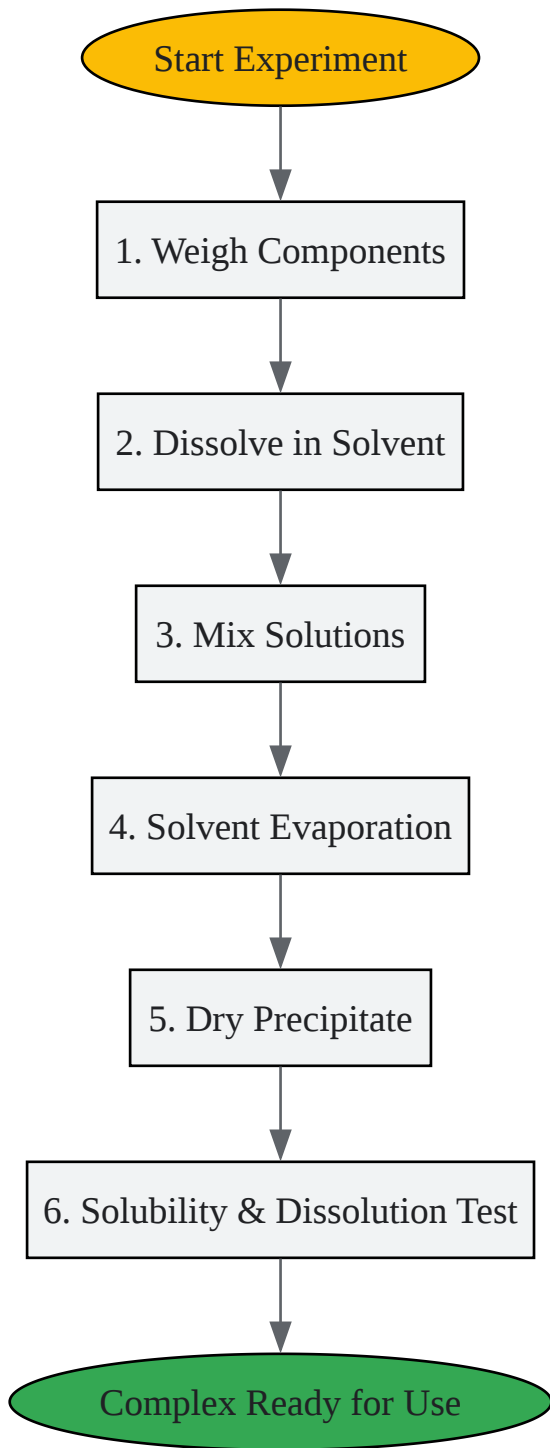 Start Experiment
1. Weigh Components
2. Dissolve in Solvent
3. Mix Solutions
4. Solvent Evaporation
5. Dry Precipitate
6. Solubility & Dissolution Test
Complex Ready for Use